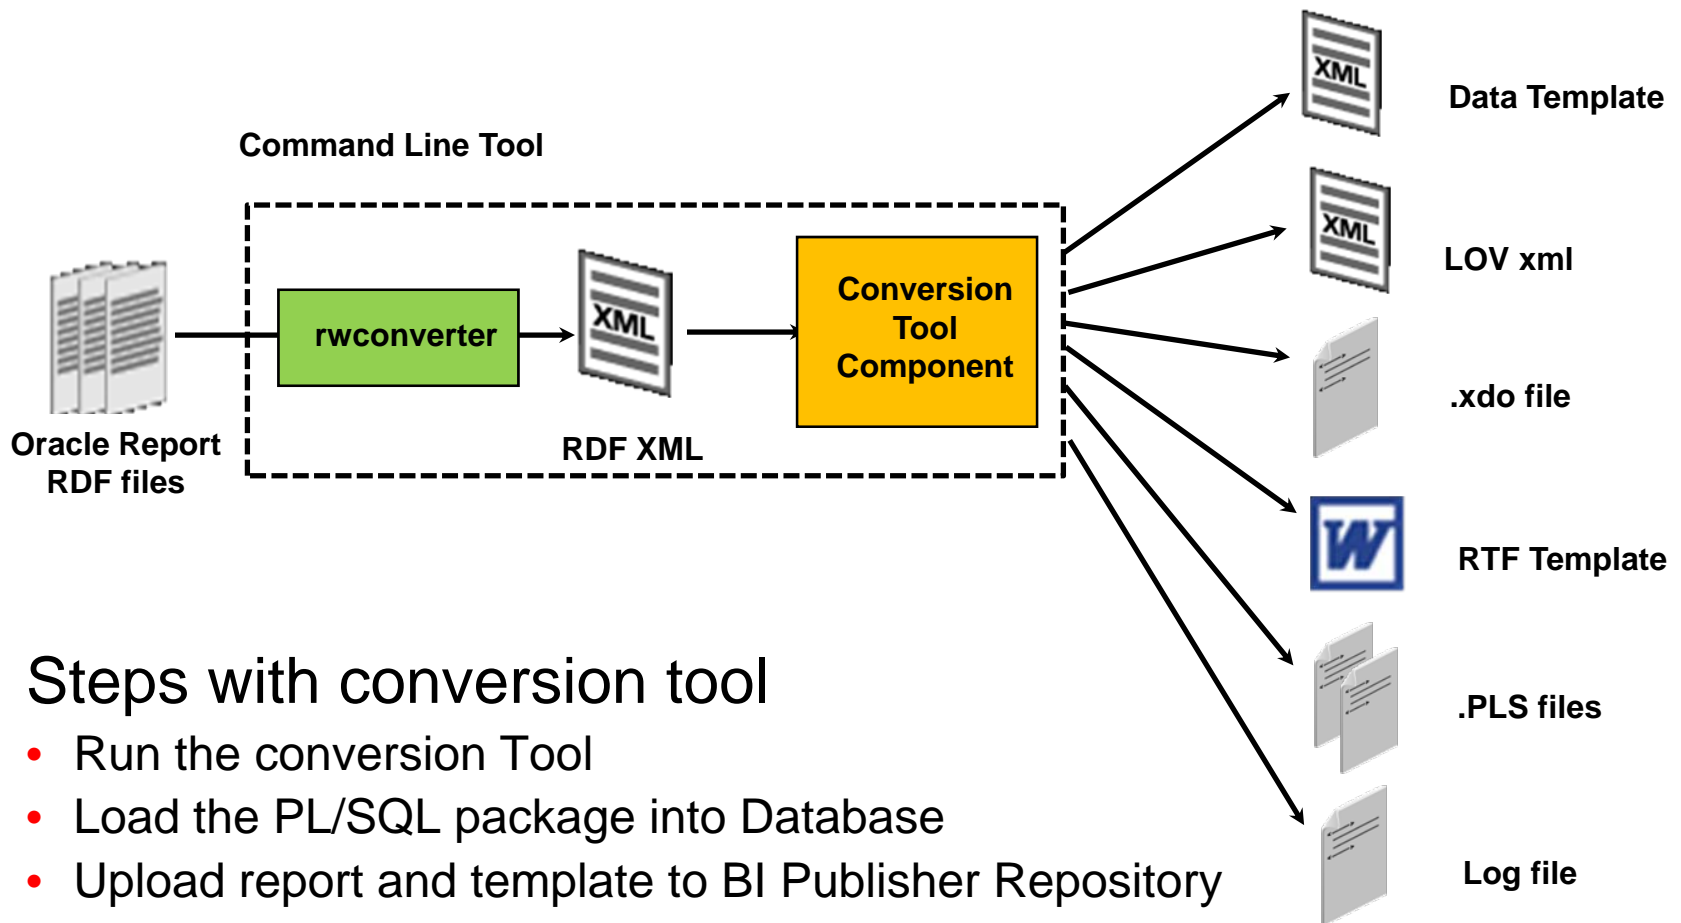 Command Line Tool
Oracle Report
RDF files
rwconverter
XML
RDF XML
Conversion
Tool
Component
XML
Data Template
XML
LOV xml
.xdo file
W
RTF Template
.PLS files
Log file
Steps with conversion tool
• Run the conversion Tool
• Load the PL/SQL package into Database
• Upload report and template to BI Publisher Repository